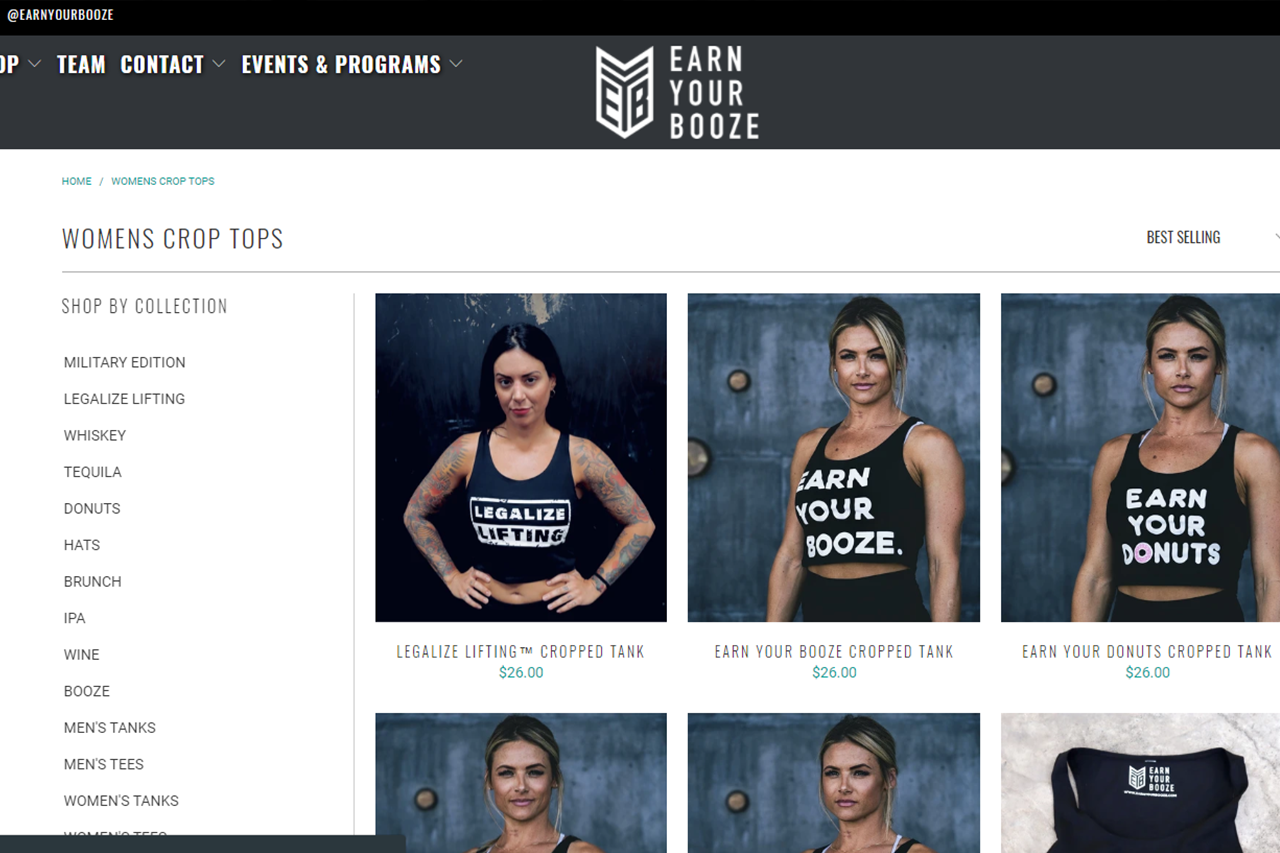 @EARNYOURBOOZE
OP TEAM CONTACT EVENTS & PROGRAMS
EARN
YOUR
BOOZE
HOME / WOMENS CROP TOPS
WOMENS CROP TOPS
BEST SELLING
SHOP BY COLLECTION
MILITARY EDITION
LEGALIZE LIFTING
WHISKEY
TEQUILA
DONUTS
HATS
BRUNCH
IPA
WINE
BOOZE
MEN'S TANKS
MEN'S TEES
WOMEN'S TANKS
WOMEN'S TEES
LEGALIZE
LIFTING
LEGALIZE LIFTING™ CROPPED TANK
$26.00
EARN
YOUR
BOOZE.
EARN YOUR BOOZE CROPPED TANK
$26.00
EARN
YOUR
DONUTS
EARN YOUR DONUTS CROPPED TANK
$26.00
EARN
YOUR
BOOZE